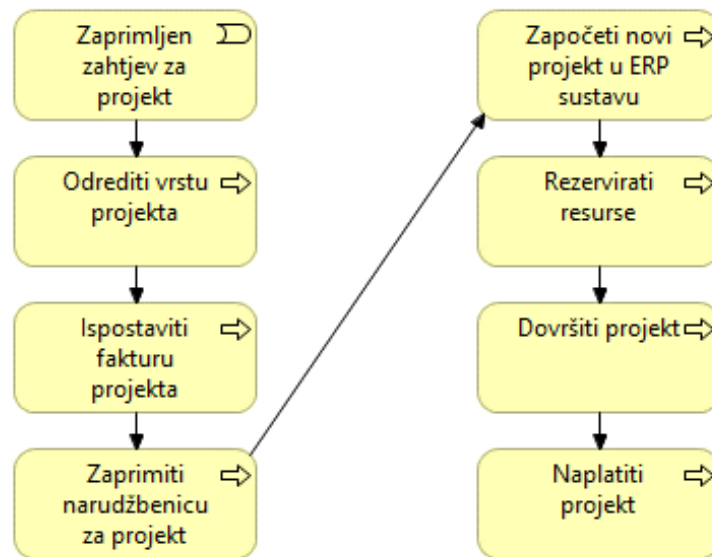 Zaprimljen
zahtjev za
projekt
Odrediti vrstu
projekta
Ispostaviti
fakturu
projekta
Zaprimiti
narudžbenicu
za projekt
Započeti novi
projekt u ERP
sustavu
Rezervirati
resurse
Dovršiti projekt
Naplatiti
projekt